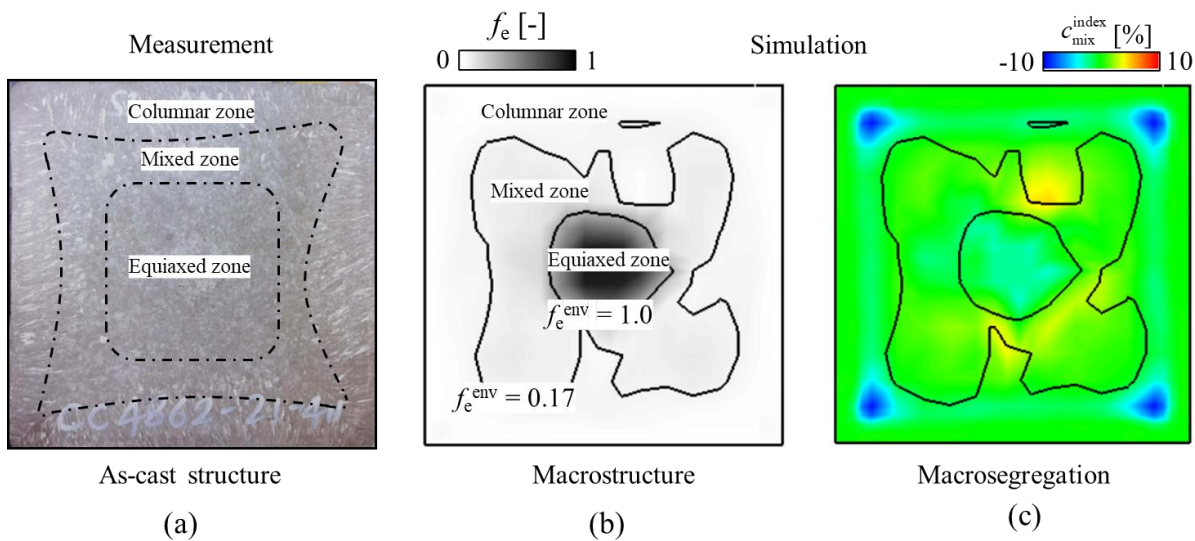 Measurement
f_e [-]
0 1
Simulation
c_mix^index [%]
-10 10
Columnar zone
Mixed zone
Equiaxed zone
CC4862-21-41
Columnar zone
Mixed zone
Equiaxed zone
f_e^env = 1.0
f_e^env = 0.17
As-cast structure
Macrostructure
Macrosegregation
(a)
(b)
(c)